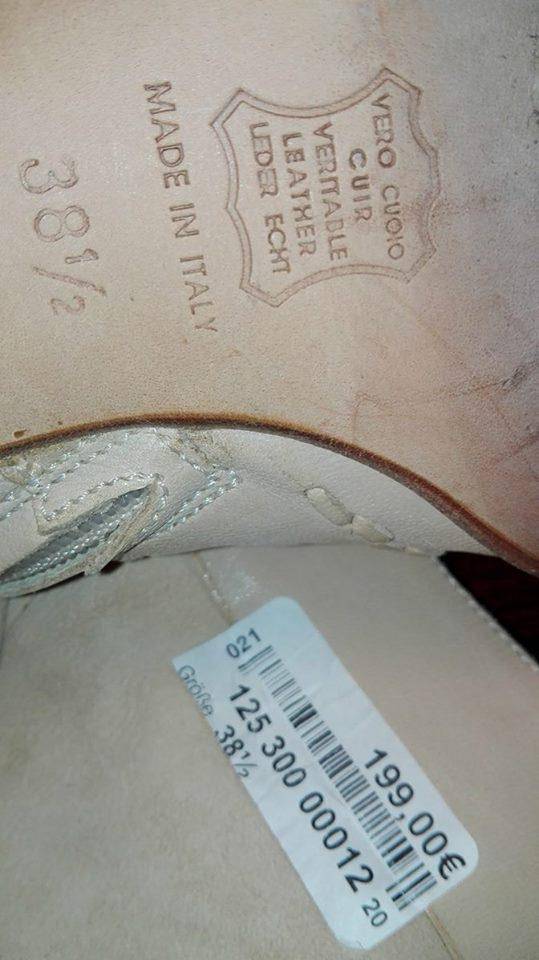 VERO CUOIO
CUIR
VERITABLE
LEATHER
LEDER ECHT
MADE IN ITALY
38½
199,00€
021
125 300 00012 20
Größe 38½